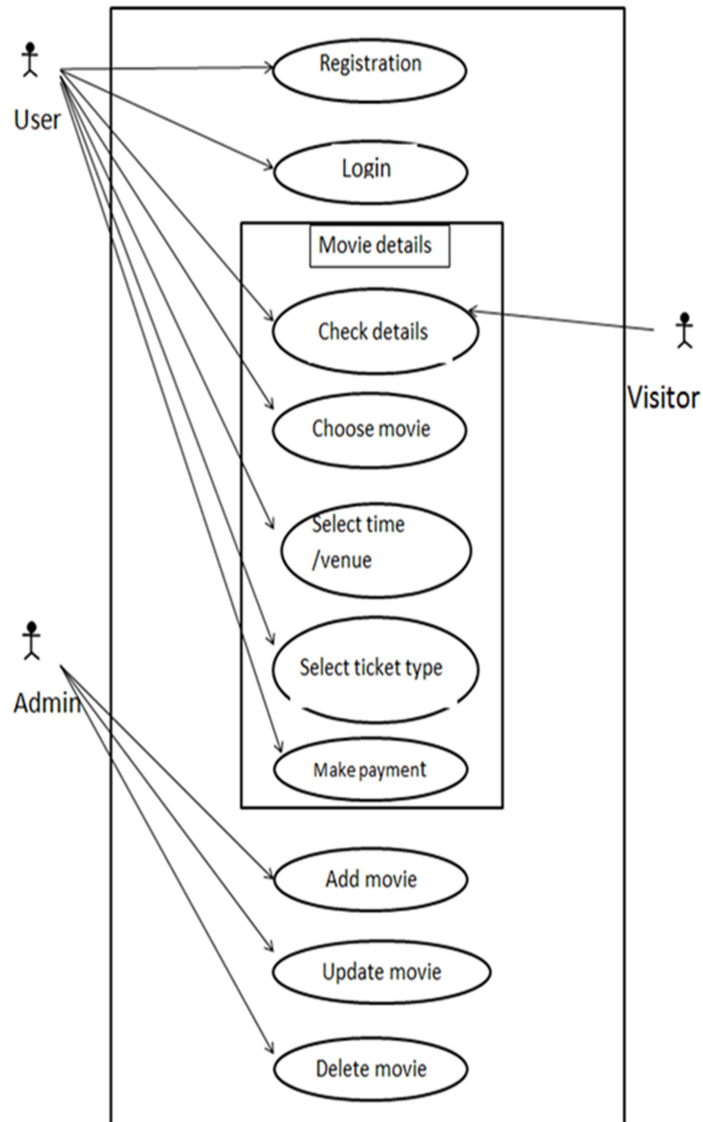 Registration
User
Login
Movie details
Check details
Visitor
Choose movie
Select time
/venue
Select ticket type
Admin
Make payment
Add movie
Update movie
Delete movie